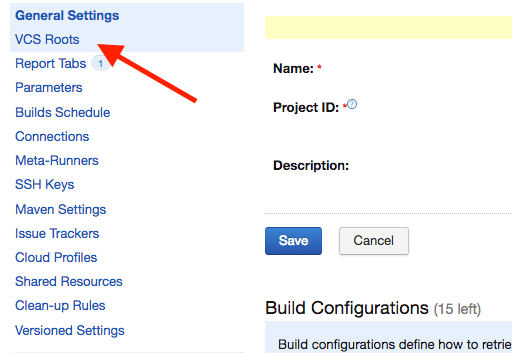 General Settings
VCS Roots
Report Tabs 1
Parameters
Builds Schedule
Connections
Meta-Runners
SSH Keys
Maven Settings
Issue Trackers
Cloud Profiles
Shared Resources
Clean-up Rules
Versioned Settings
Name: *
Project ID: * ?
Description:
Save Cancel
Build Configurations (15 left)
Build configurations define how to retrie